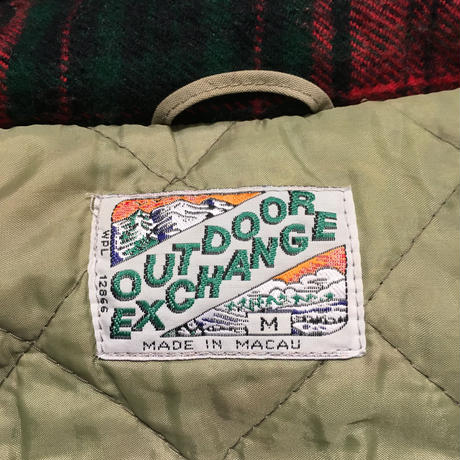 OUTDOOR
EXCHANGE
M
MADE IN MACAU
WPL 12866